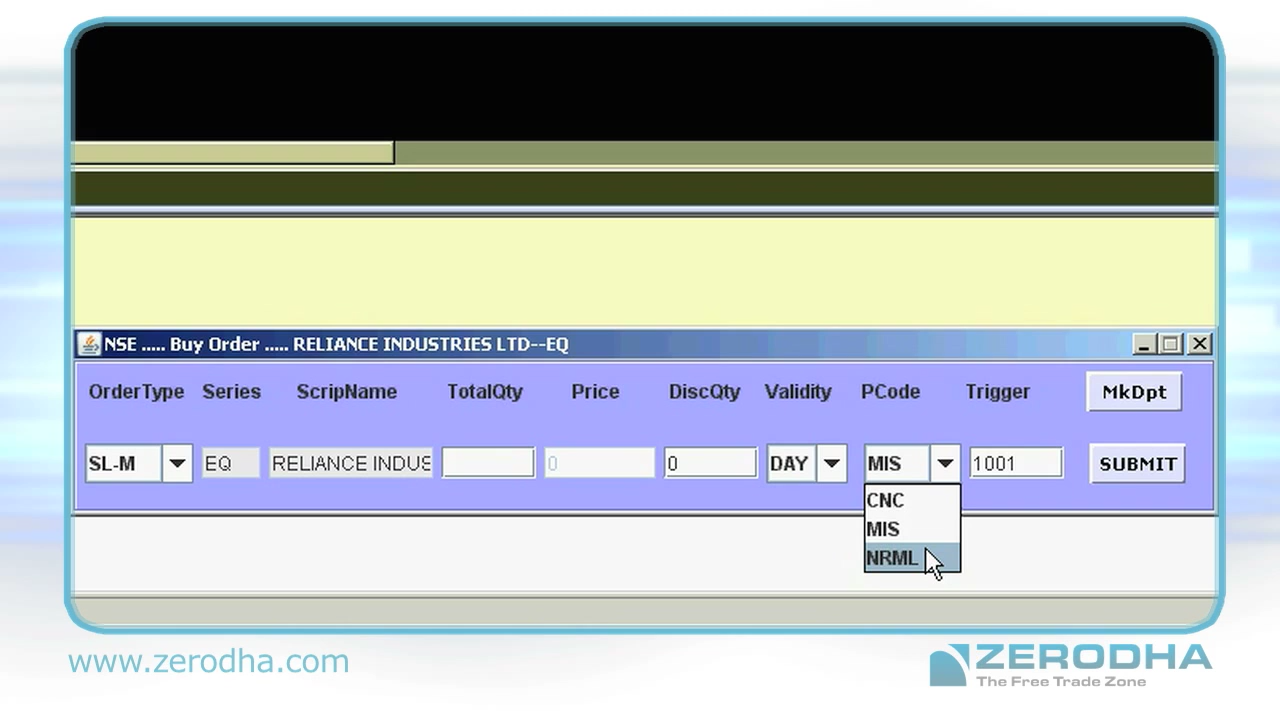 NSE ..... Buy Order ..... RELIANCE INDUSTRIES LTD--EQ
OrderType Series ScripName TotalQty Price DiscQty Validity PCode Trigger MkDpt
SL-M EQ RELIANCE INDUS 0 0 DAY MIS 1001 SUBMIT
CNC
MIS
NRML
www.zerodha.com
ZERODHA
The Free Trade Zone